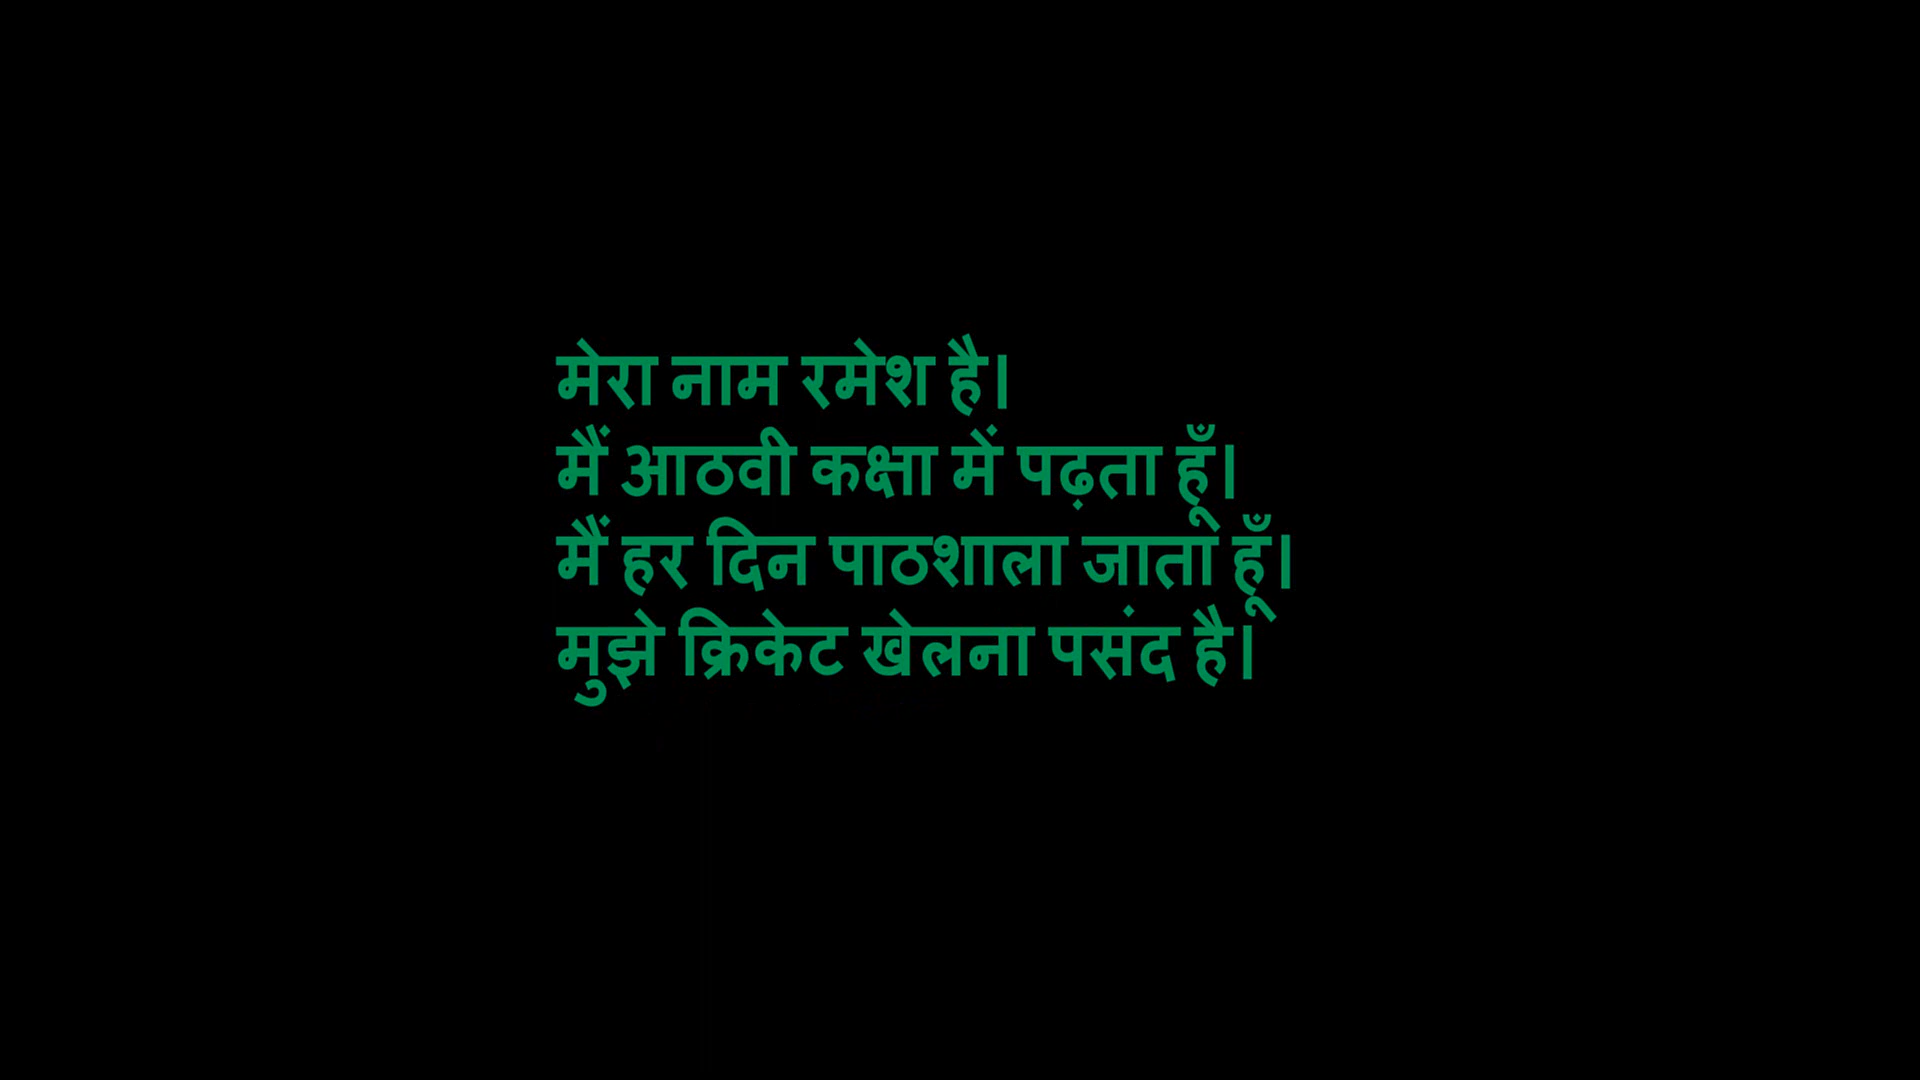 मेरा नाम रमेश है।
मैं आठवी कक्षा में पढ़ता हूँ।
मैं हर दिन पाठशाला जाता हूँ।
मुझे क्रिकेट खेलना पसंद है।